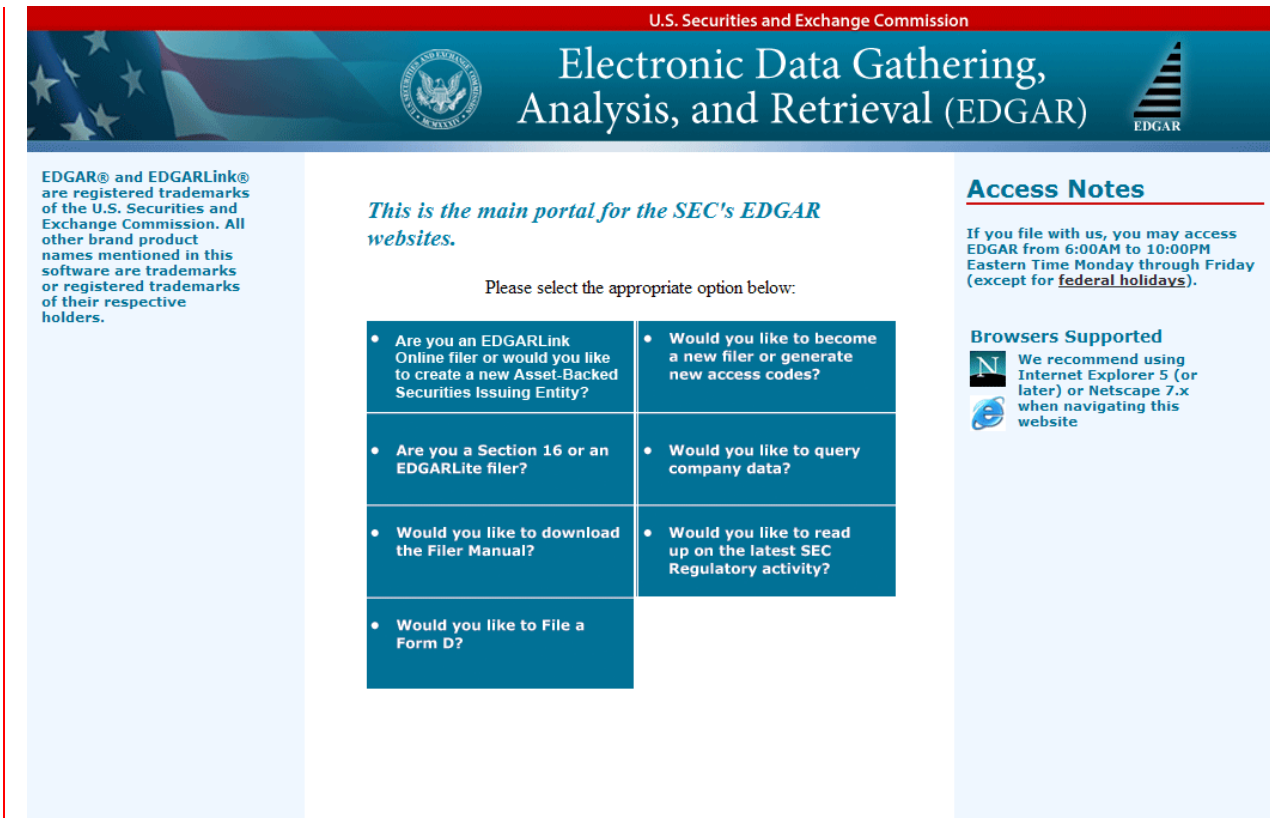 U.S. Securities and Exchange Commission
Electronic Data Gathering,
Analysis, and Retrieval (EDGAR)
EDGAR
EDGAR® and EDGARLink®
are registered trademarks
of the U.S. Securities and
Exchange Commission. All
other brand product
names mentioned in this
software are trademarks
or registered trademarks
of their respective
holders.
This is the main portal for the SEC's EDGAR
websites.
Please select the appropriate option below:
• Are you an EDGARLink
Online filer or would you like
to create a new Asset-Backed
Securities Issuing Entity?
• Would you like to become
a new filer or generate
new access codes?
• Are you a Section 16 or an
EDGARLite filer?
• Would you like to query
company data?
• Would you like to download
the Filer Manual?
• Would you like to read
up on the latest SEC
Regulatory activity?
• Would you like to File a
Form D?
Access Notes
If you file with us, you may access
EDGAR from 6:00AM to 10:00PM
Eastern Time Monday through Friday
(except for federal holidays).
Browsers Supported
N
We recommend using
Internet Explorer 5 (or
later) or Netscape 7.x
when navigating this
website